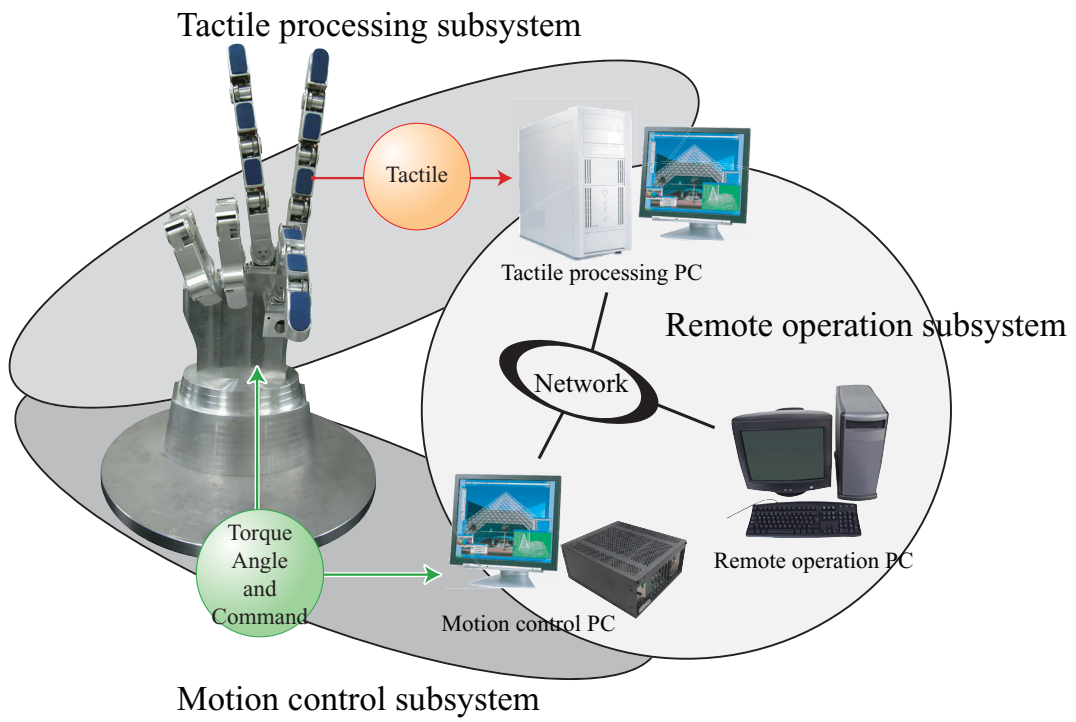 Tactile processing subsystem
Tactile
Tactile processing PC
Remote operation subsystem
Network
Remote operation PC
Torque
Angle
and
Command
Motion control PC
Motion control subsystem